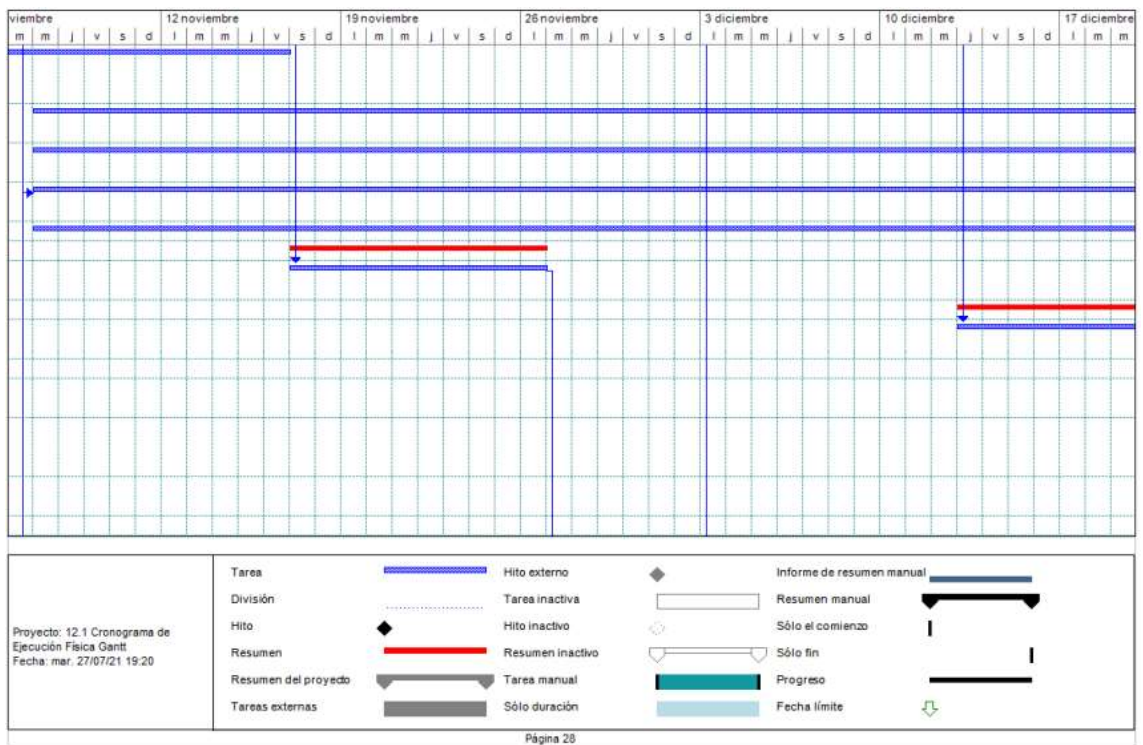 viembre 12 noviembre 19 noviembre 26 noviembre 3 diciembre 10 diciembre 17 diciembre
m m j v s d l m m j v s d l m m j v s d l m m j v s d l m m j v s d l m m j v s d l m m
Tarea
División
Hito
Resumen
Resumen del proyecto
Tareas externas
Hito externo
Tarea inactiva
Hito inactivo
Resumen inactivo
Tarea manual
Sólo duración
Informe de resumen manual
Resumen manual
Sólo el comienzo
Sólo fin
Progreso
Fecha límite
Proyecto: 12.1 Cronograma de
Ejecución Física Gantt
Fecha: mar. 27/07/21 19:20
Página 28